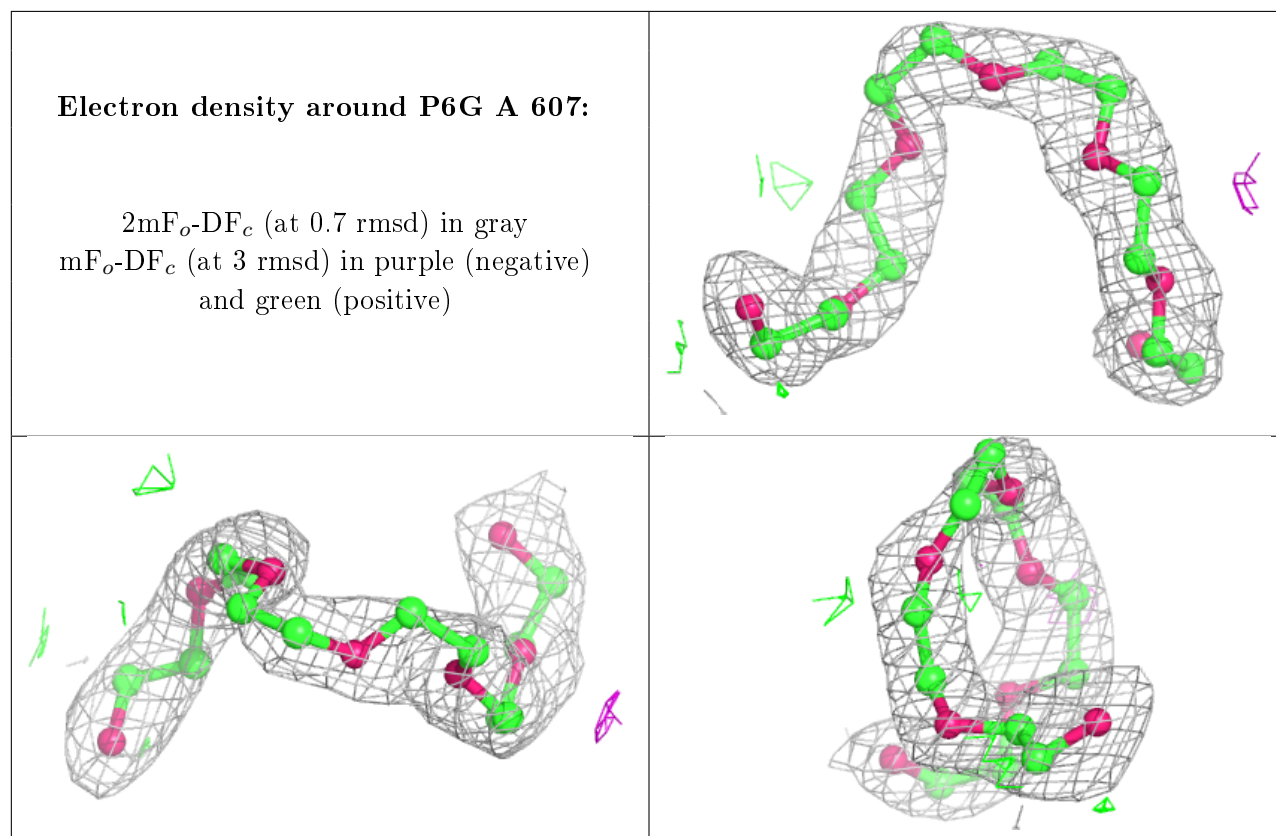 Electron density around P6G A 607:
2mFo-DFc (at 0.7 rmsd) in gray
mFo-DFc (at 3 rmsd) in purple (negative)
and green (positive)